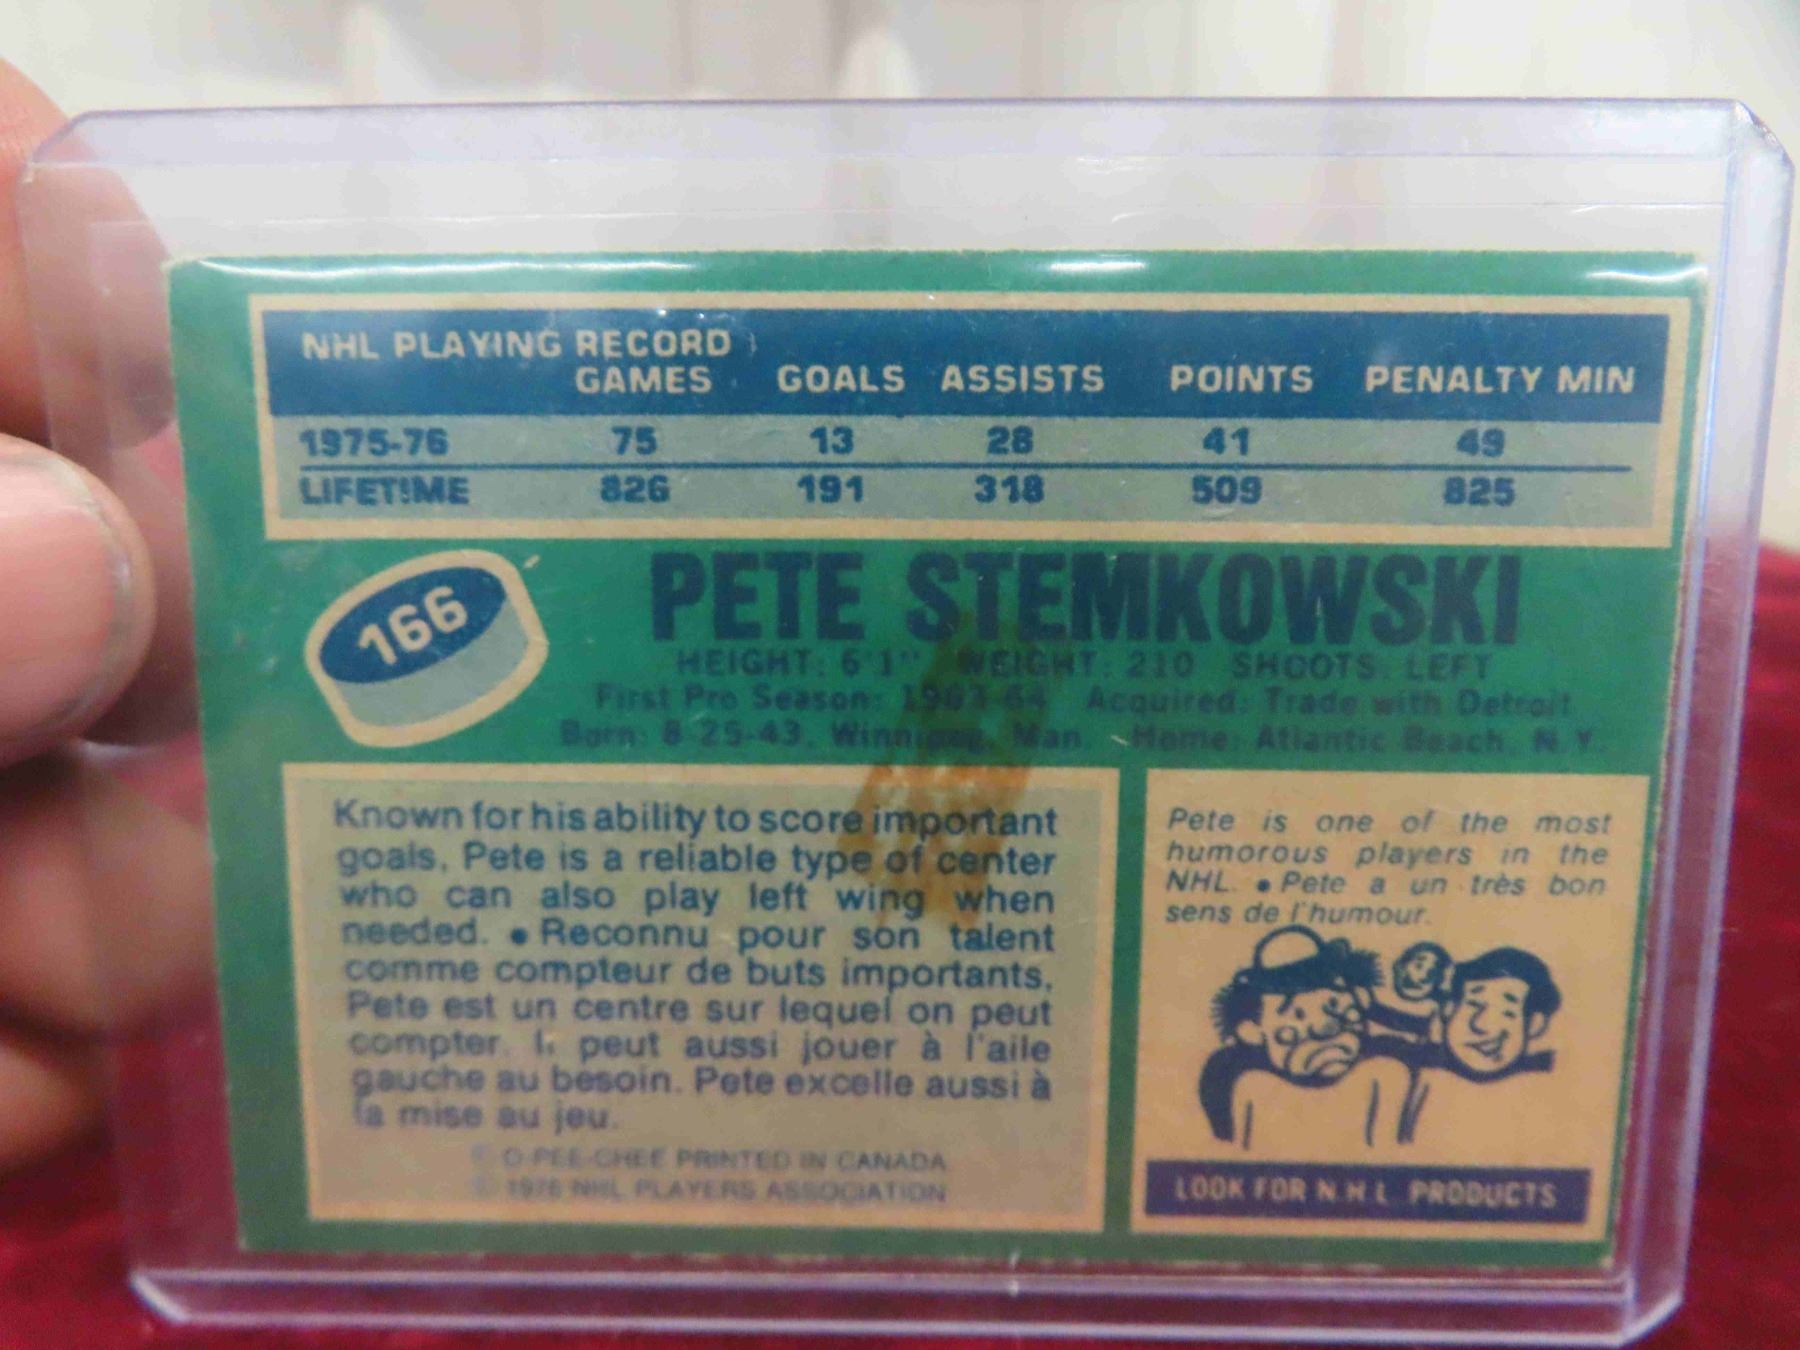 NHL PLAYING RECORD
GAMES GOALS ASSISTS POINTS PENALTY MIN
1975-76 75 13 28 41 49
LIFETIME 826 191 318 509 825
166
PETE STEMKOWSKI
HEIGHT: 6'1" WEIGHT: 210 SHOOTS: LEFT
First Pro Season: 1963-64 Acquired: Trade with Detroit
Born: 8-25-43, Winnipeg, Man. Home: Atlantic Beach, N.Y.
Known for his ability to score important
goals, Pete is a reliable type of center
who can also play left wing when
needed. • Reconnu pour son talent
comme compteur de buts importants,
Pete est un centre sur lequel on peut
compter. Il peut aussi jouer à l'aile
gauche au besoin. Pete excelle aussi à
la mise au jeu.
© O-PEE-CHEE PRINTED IN CANADA
© 1976 NHL PLAYERS ASSOCIATION
Pete is one of the most
humorous players in the
NHL. • Pete a un très bon
sens de l'humour.
LOOK FOR N.H.L. PRODUCTS